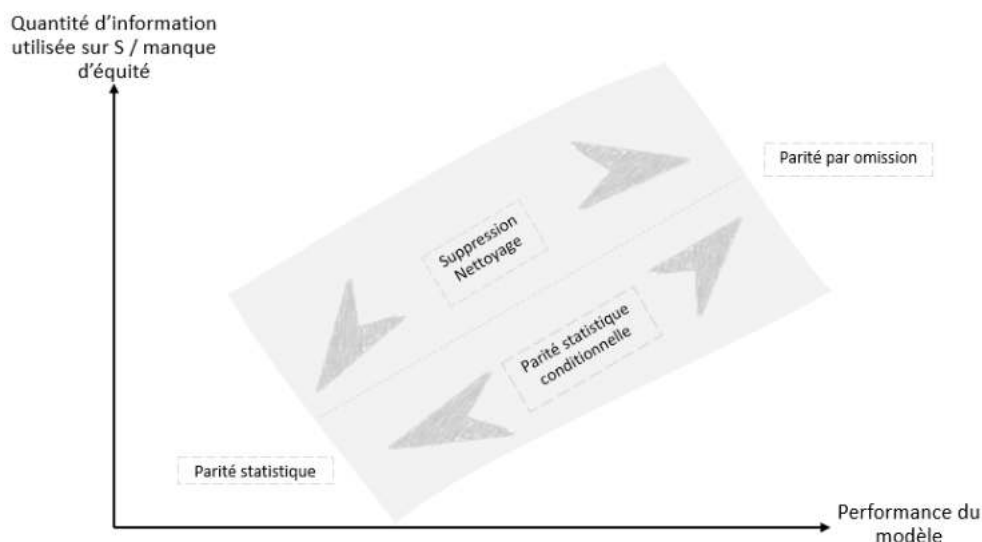 Quantité d’information
utilisée sur S / manque
d’équité
Parité par omission
Suppression
Nettoyage
Parité statistique
conditionnelle
Parité statistique
Performance du
modèle